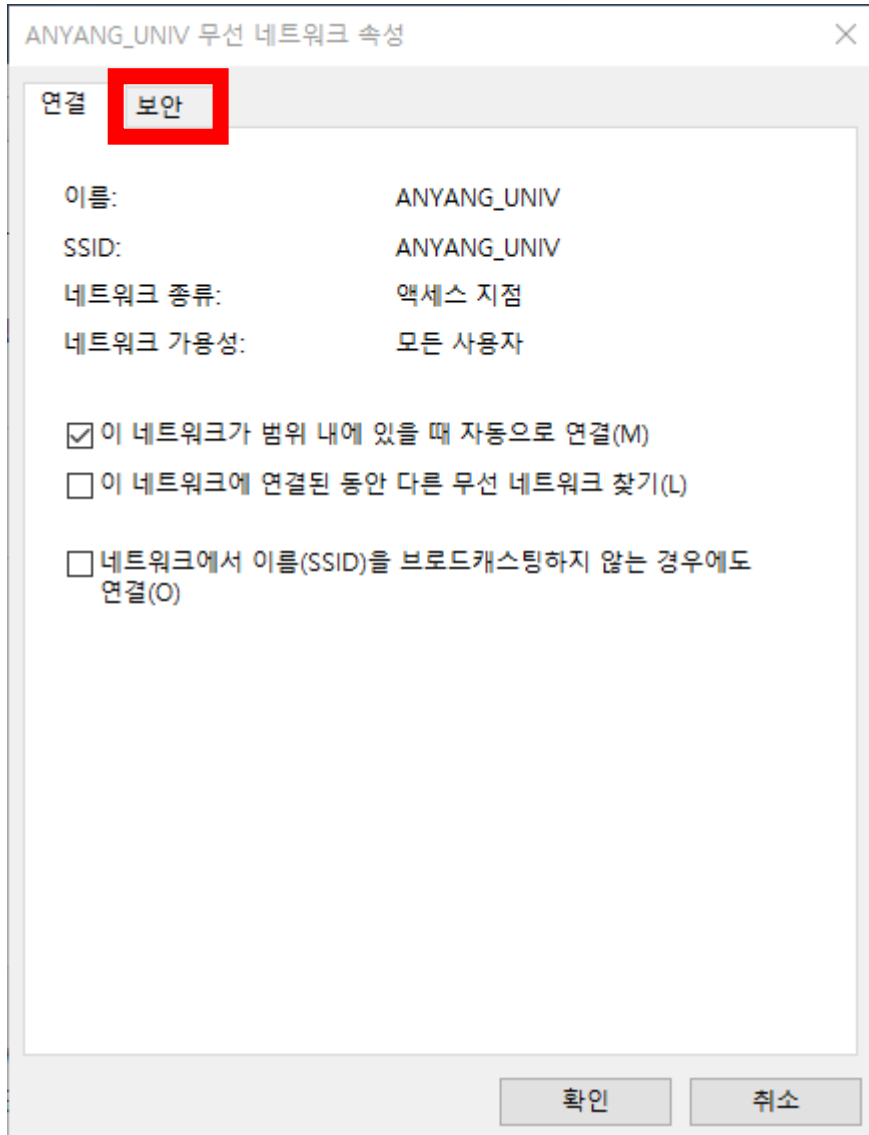 ANYANG_UNIV 무선 네트워크 속성
연결 보안
이름: ANYANG_UNIV
SSID: ANYANG_UNIV
네트워크 종류: 액세스 지점
네트워크 가용성: 모든 사용자
이 네트워크가 범위 내에 있을 때 자동으로 연결(M)
이 네트워크에 연결된 동안 다른 무선 네트워크 찾기(L)
네트워크에서 이름(SSID)을 브로드캐스팅하지 않는 경우에도
연결(O)
확인 취소